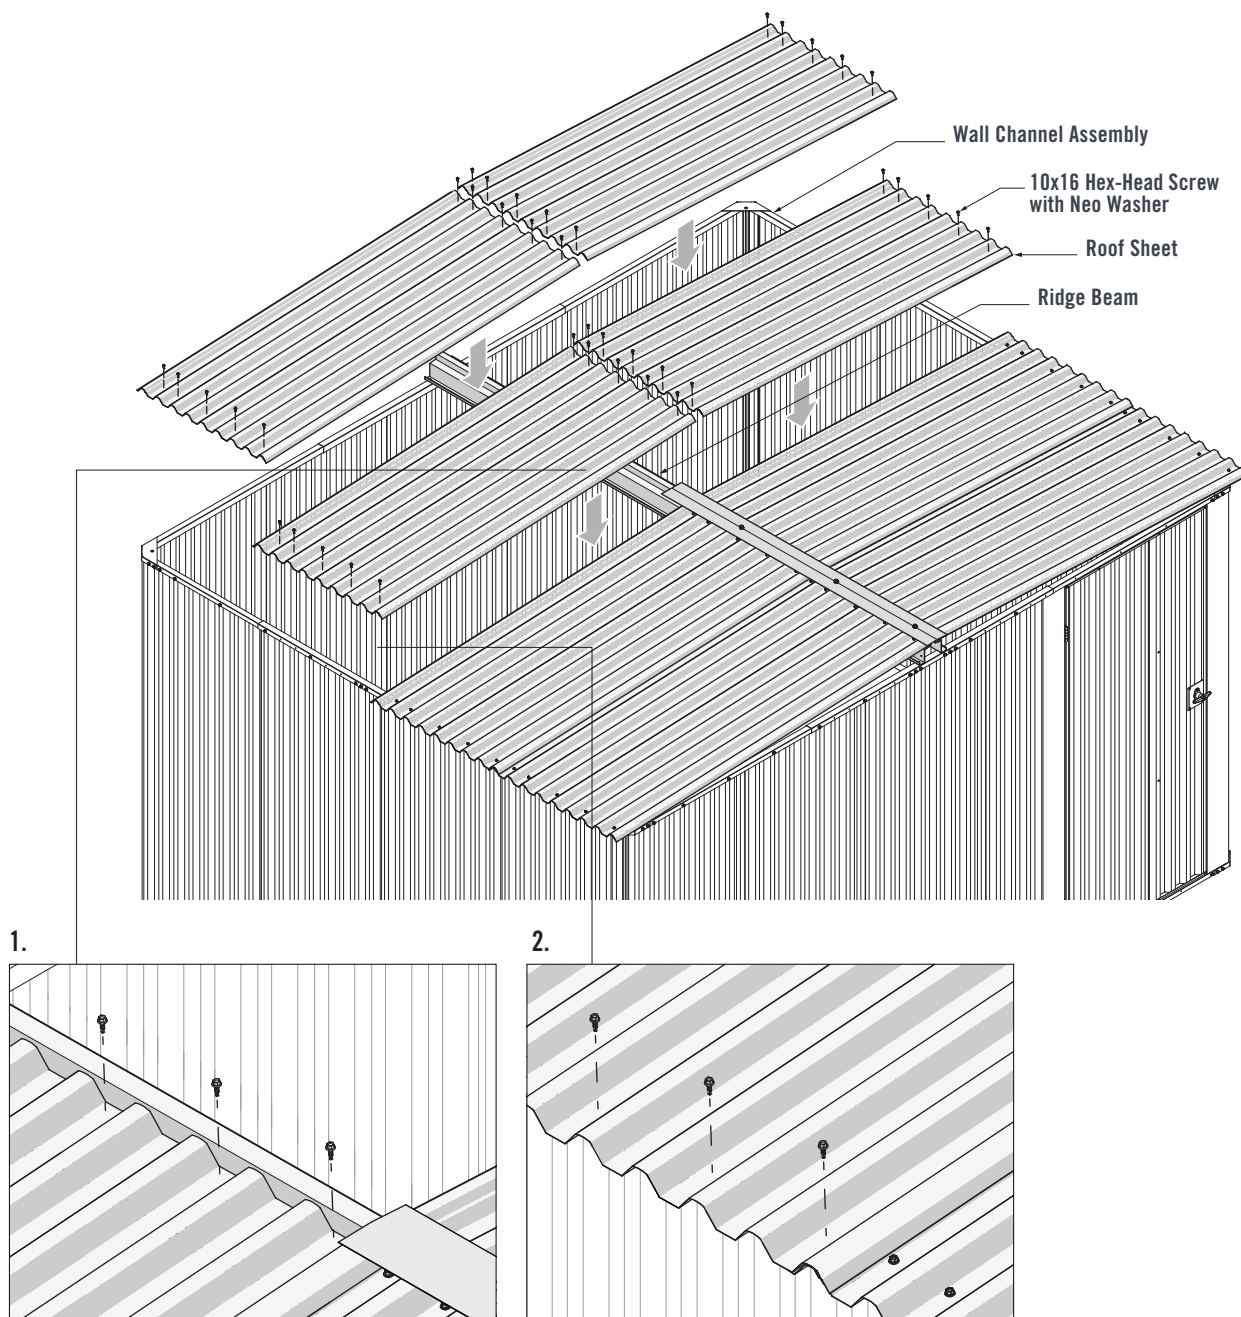 Wall Channel Assembly
10x16 Hex-Head Screw
with Neo Washer
Roof Sheet
Ridge Beam
1.
2.